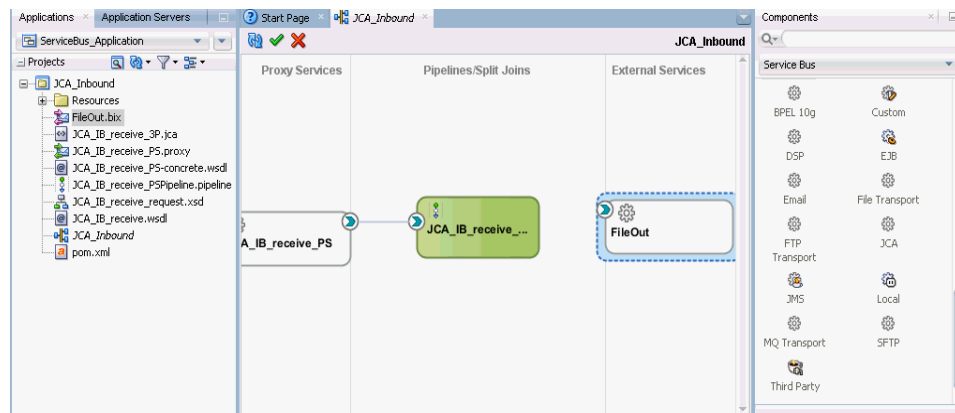 Applications
Application Servers
Start Page
JCA_Inbound
Components
ServiceBus_Application
JCA_Inbound
Projects
Service Bus
Proxy Services
Pipelines/Split Joins
External Services
JCA_Inbound
Resources
FileOut.bix
JCA_IB_receive_3P.jca
JCA_IB_receive_PS.proxy
JCA_IB_receive_PS-concrete.wsdl
JCA_IB_receive_PSPipeline.pipeline
JCA_IB_receive_request.xsd
JCA_IB_receive.wsdl
JCA_Inbound
pom.xml
A_IB_receive_PS
JCA_IB_receive_...
FileOut
BPEL 10g
Custom
DSP
EJB
Email
File Transport
FTP Transport
JCA
JMS
Local
MQ Transport
SFTP
Third Party